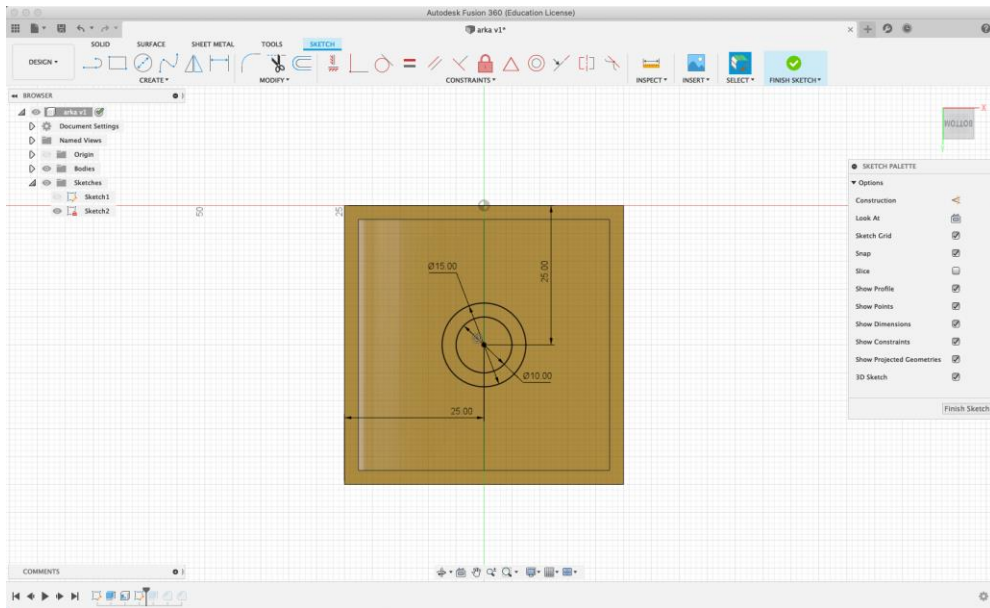 Autodesk Fusion 360 (Education License)
arka v1*
SOLID SURFACE SHEET METAL TOOLS SKETCH
DESIGN
CREATE MODIFY CONSTRAINTS INSPECT INSERT SELECT FINISH SKETCH
BROWSER
arka v1
Document Settings
Named Views
Origin
Bodies
Sketches
Sketch1
Sketch2
BOTTOM
X
SKETCH PALETTE
Options
Construction
Look At
Sketch Grid
Snap
Slice
Show Profile
Show Points
Show Dimensions
Show Constraints
Show Projected Geometries
3D Sketch
Finish Sketch
50
25
Ø15.00
25.00
Ø10.00
25.00
COMMENTS